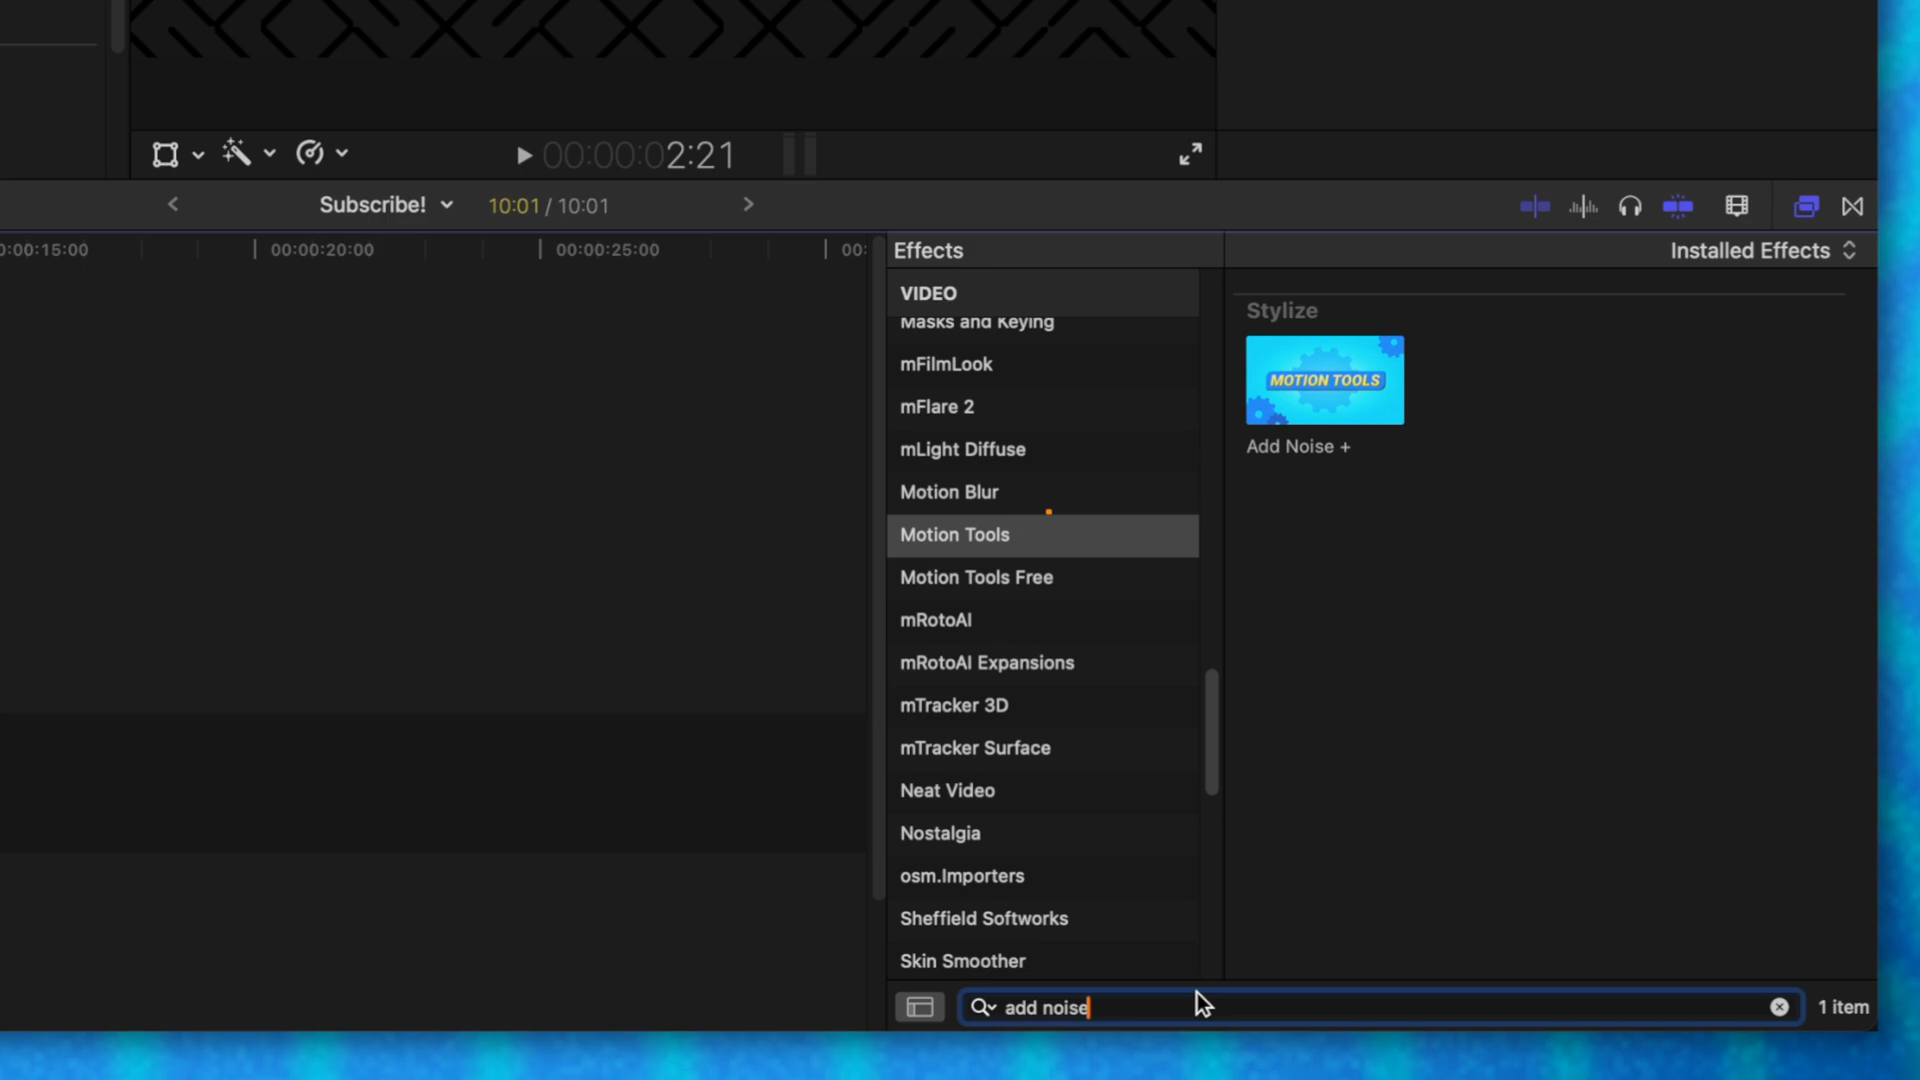 00:00:02:21
Subscribe!
10:01 / 10:01
0:00:15:00
00:00:20:00
00:00:25:00
00:
Effects
Installed Effects
VIDEO
Masks and Keying
mFilmLook
mFlare 2
mLight Diffuse
Motion Blur
Motion Tools
Motion Tools Free
mRotoAI
mRotoAI Expansions
mTracker 3D
mTracker Surface
Neat Video
Nostalgia
osm.Importers
Sheffield Softworks
Skin Smoother
Stylize
MOTION TOOLS
Add Noise +
add noise
1 item